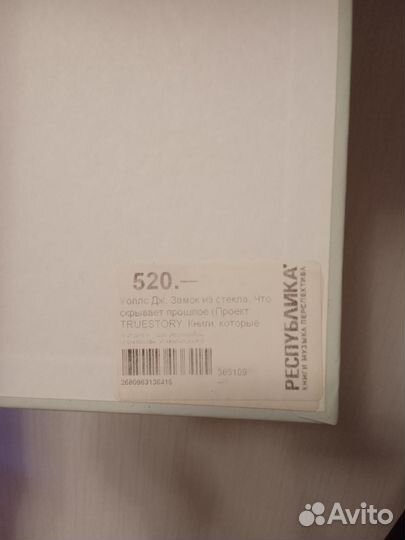 520.—
Уоллс Дж. Замок из стекла. Что
скрывает прошлое (Проект
TRUESTORY. Книги, которые
385109
2680963136415
РЕСПУБЛИКА*
КНИГИ МУЗЫКА ПЕРСПЕКТИВА
Avito